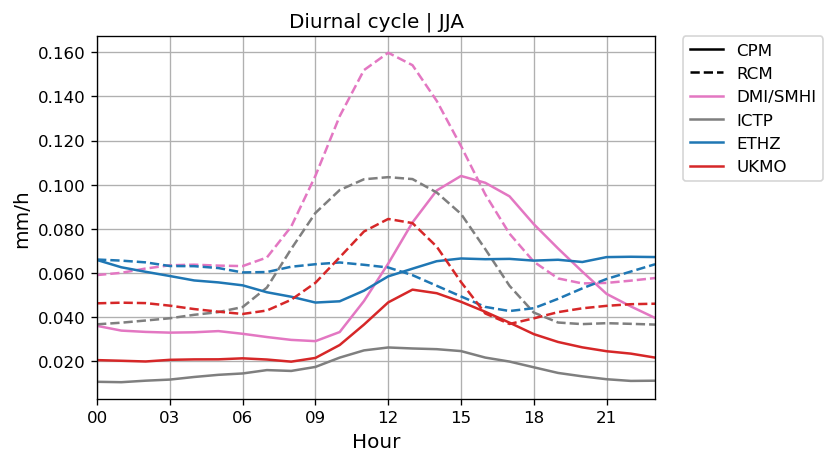 Diurnal cycle | JJA
mm/h
0.160
0.140
0.120
0.100
0.080
0.060
0.040
0.020
00 03 06 09 12 15 18 21
Hour
CPM
RCM
DMI/SMHI
ICTP
ETHZ
UKMO